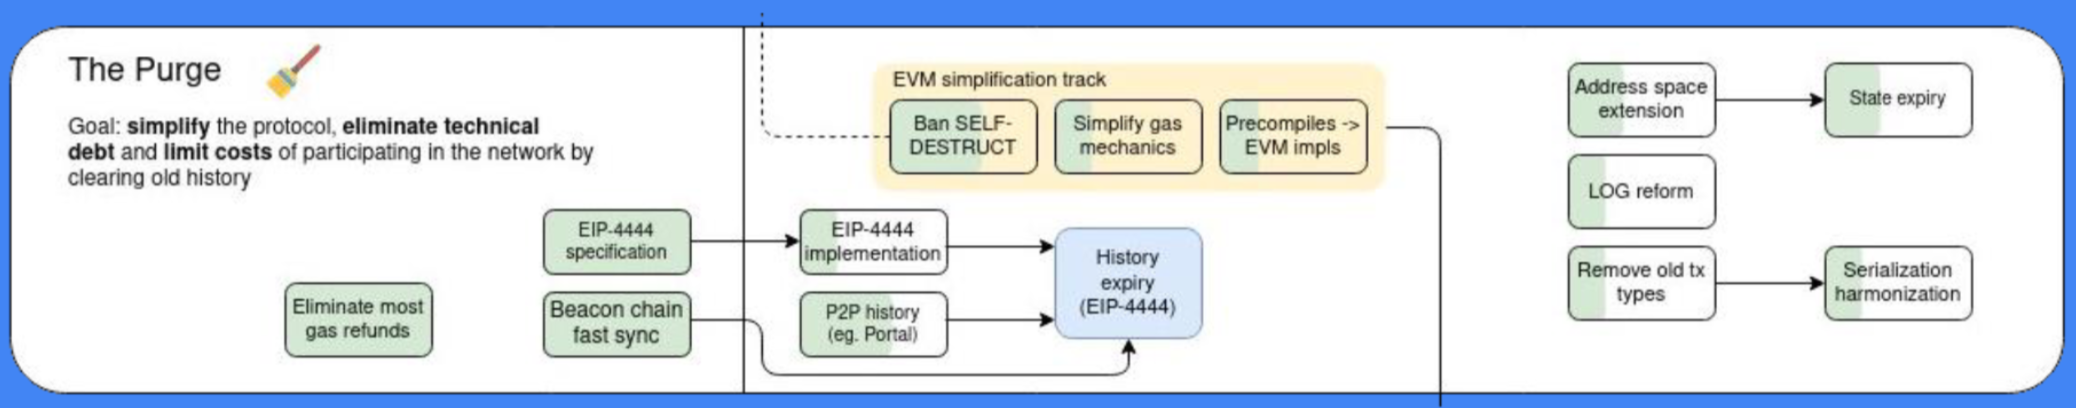 The Purge
Goal: simplify the protocol, eliminate technical
debt and limit costs of participating in the network by
clearing old history
EVM simplification track
Ban SELF-
DESTRUCT
Simplify gas
mechanics
Precompiles ->
EVM impls
Address space
extension
State expiry
LOG reform
EIP-4444
specification
EIP-4444
implementation
History
expiry
(EIP-4444)
Remove old tx
types
Serialization
harmonization
Eliminate most
gas refunds
Beacon chain
fast sync
P2P history
(eg. Portal)